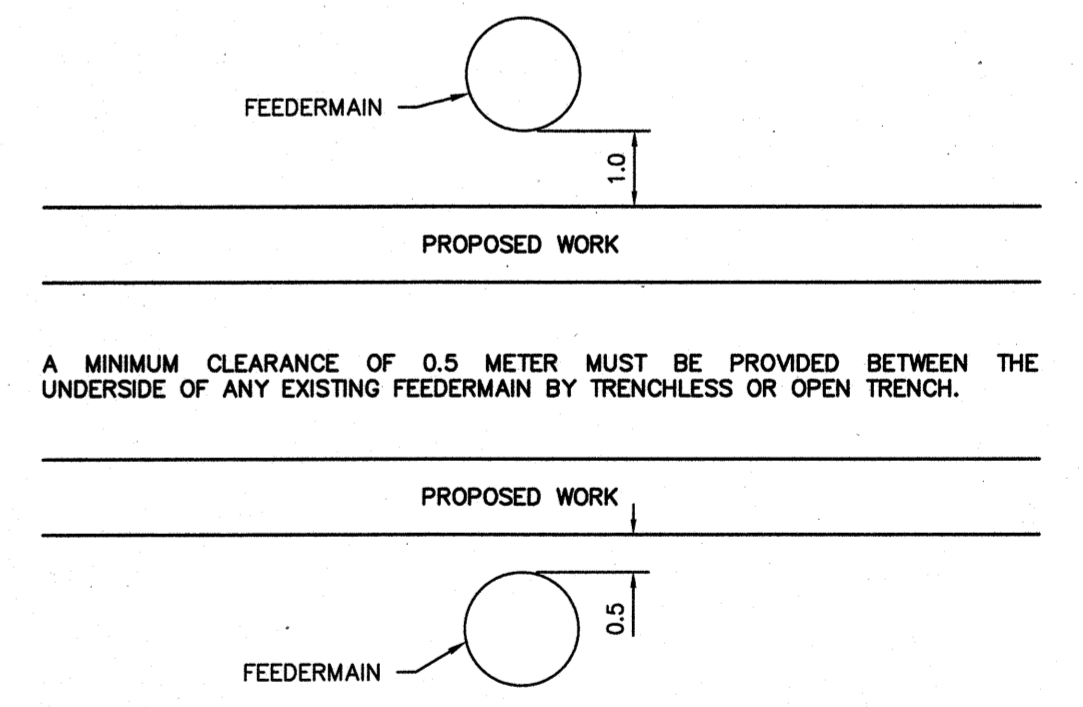 FEEDERMAIN
1.0
PROPOSED WORK
A MINIMUM CLEARANCE OF 0.5 METER MUST BE PROVIDED BETWEEN THE
UNDERSIDE OF ANY EXISTING FEEDERMAIN BY TRENCHLESS OR OPEN TRENCH.
PROPOSED WORK
0.5
FEEDERMAIN